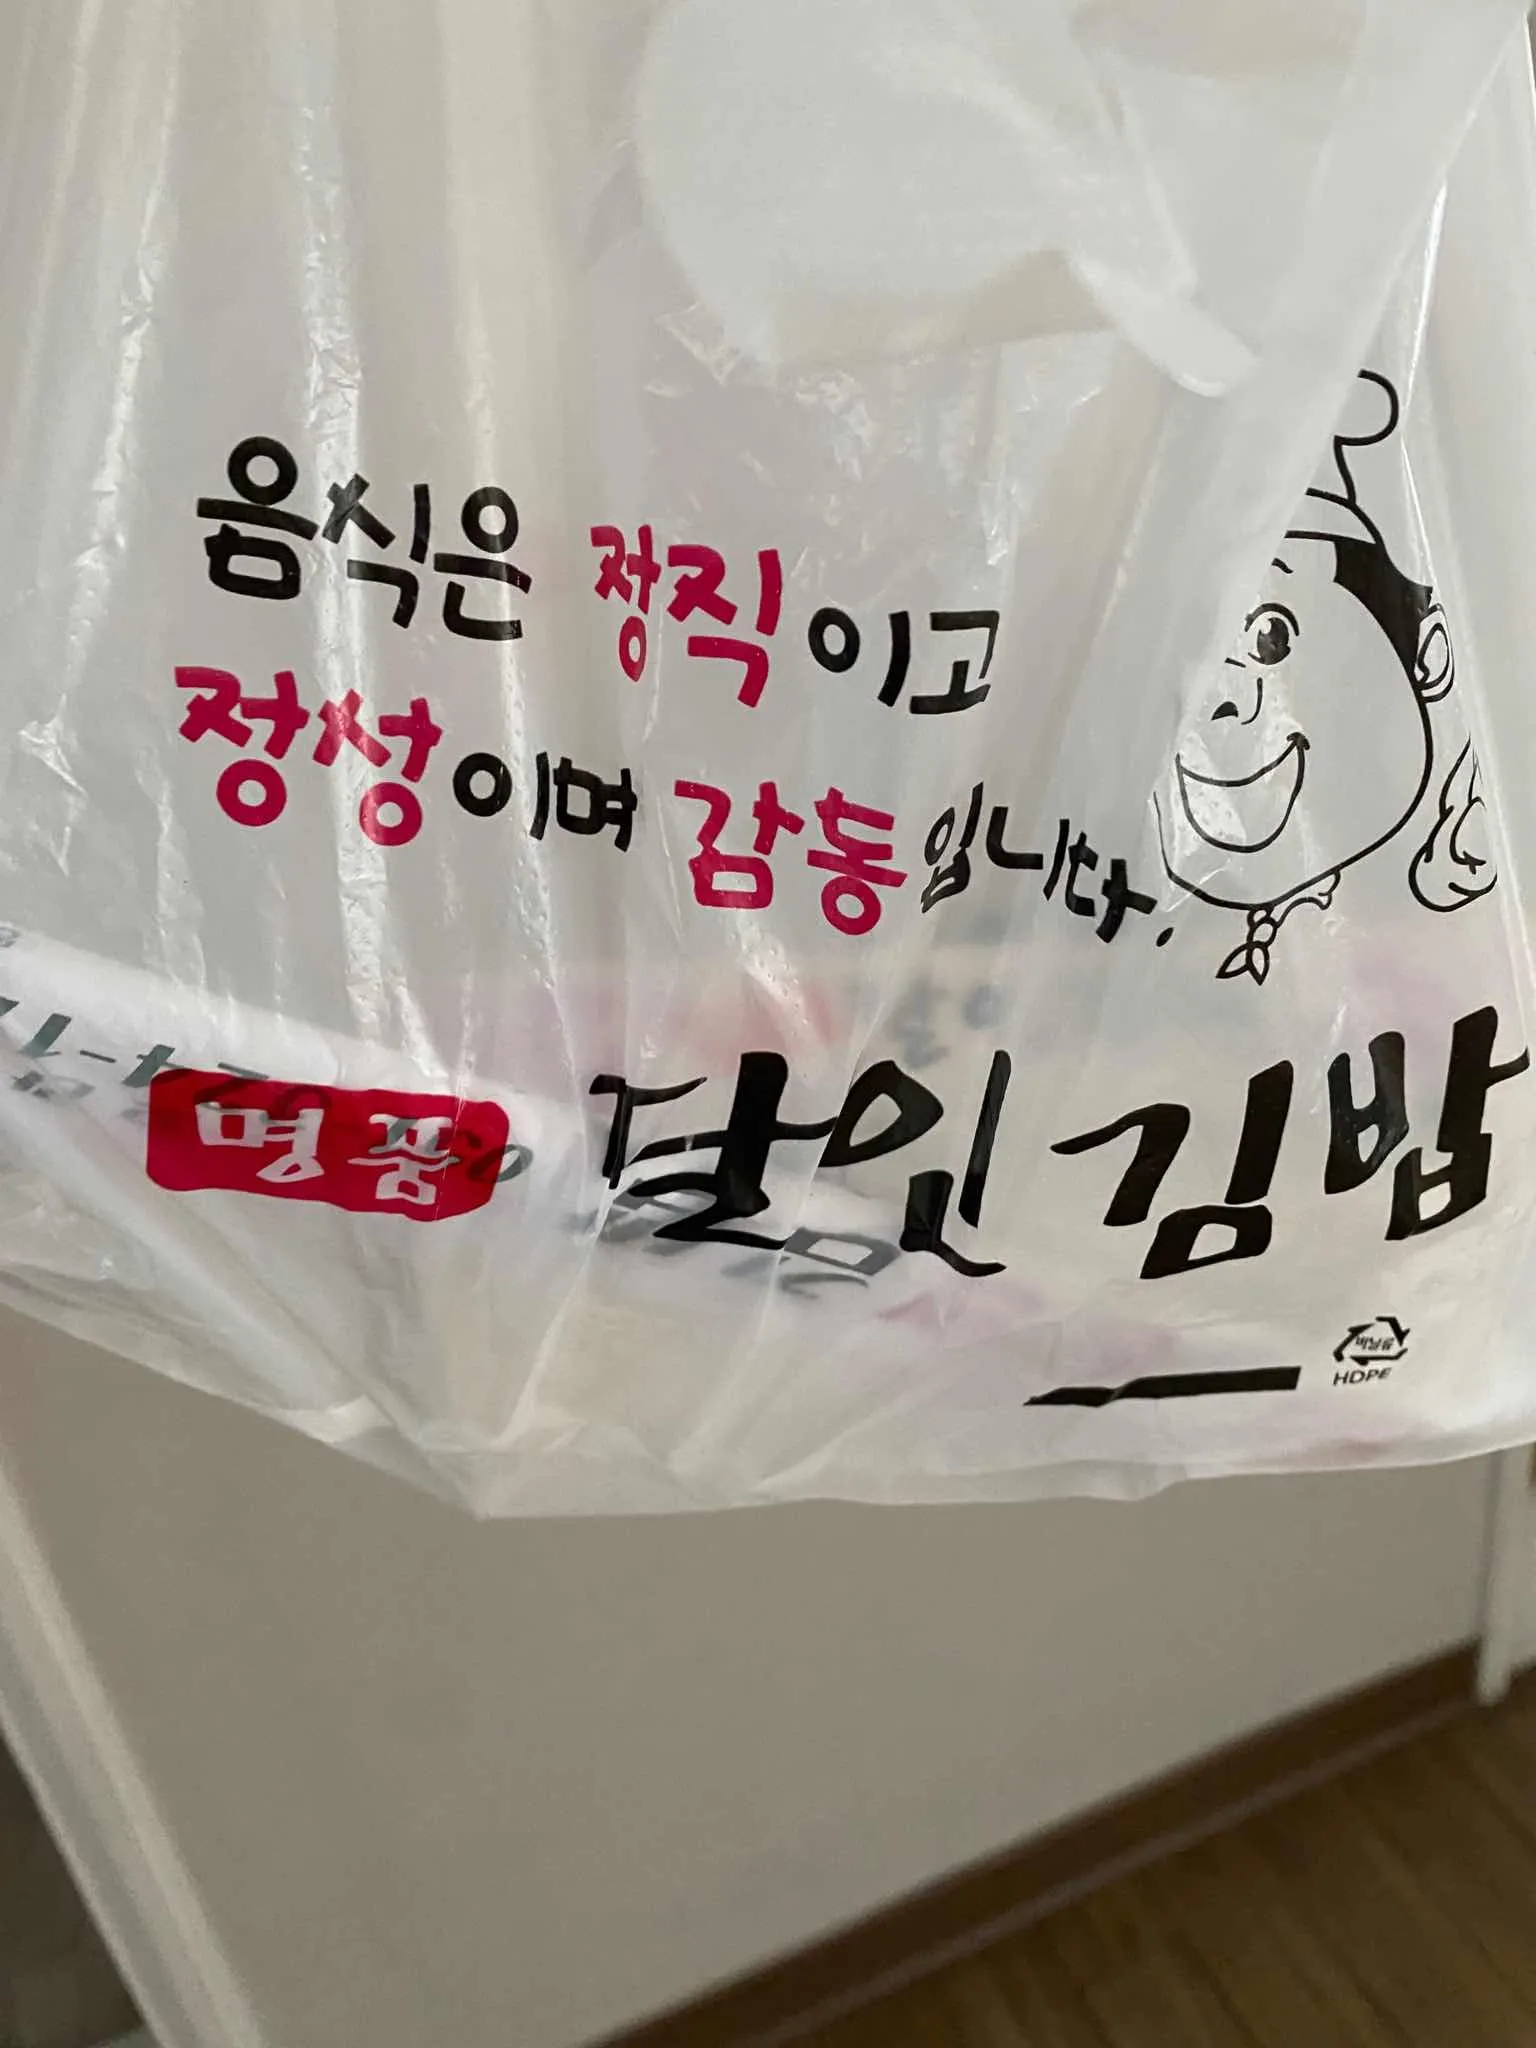 음식은 정직이고
정성이며 감동입니다.
명품 달인김밥
HDPE